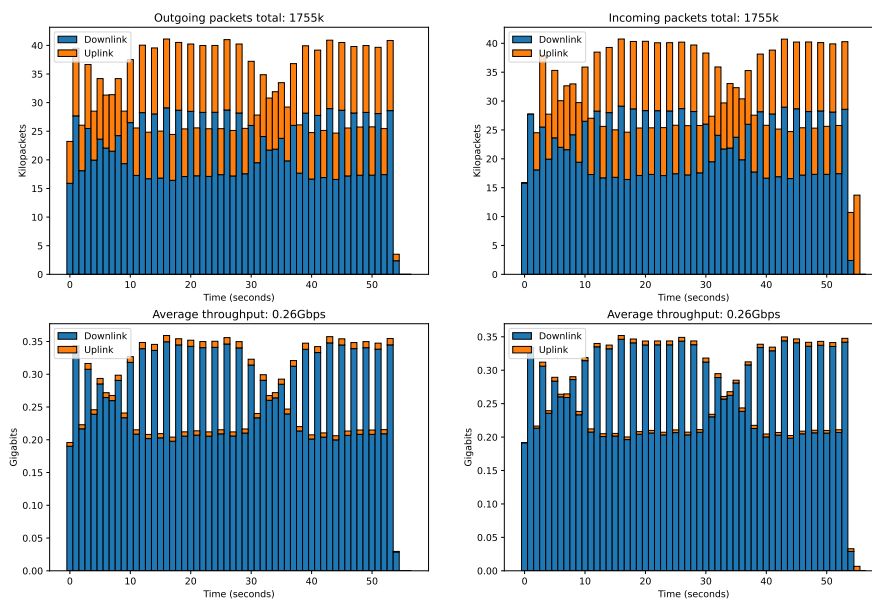 Outgoing packets total: 1755k
Kilopackets
40
35
30
25
20
15
10
5
0
Downlink
Uplink
0 10 20 30 40 50
Time (seconds)
Incoming packets total: 1755k
Kilopackets
40
35
30
25
20
15
10
5
0
Downlink
Uplink
0 10 20 30 40 50
Time (seconds)
Average throughput: 0.26Gbps
Gigabits
0.35
0.30
0.25
0.20
0.15
0.10
0.05
0.00
Downlink
Uplink
0 10 20 30 40 50
Time (seconds)
Average throughput: 0.26Gbps
Gigabits
0.35
0.30
0.25
0.20
0.15
0.10
0.05
0.00
Downlink
Uplink
0 10 20 30 40 50
Time (seconds)